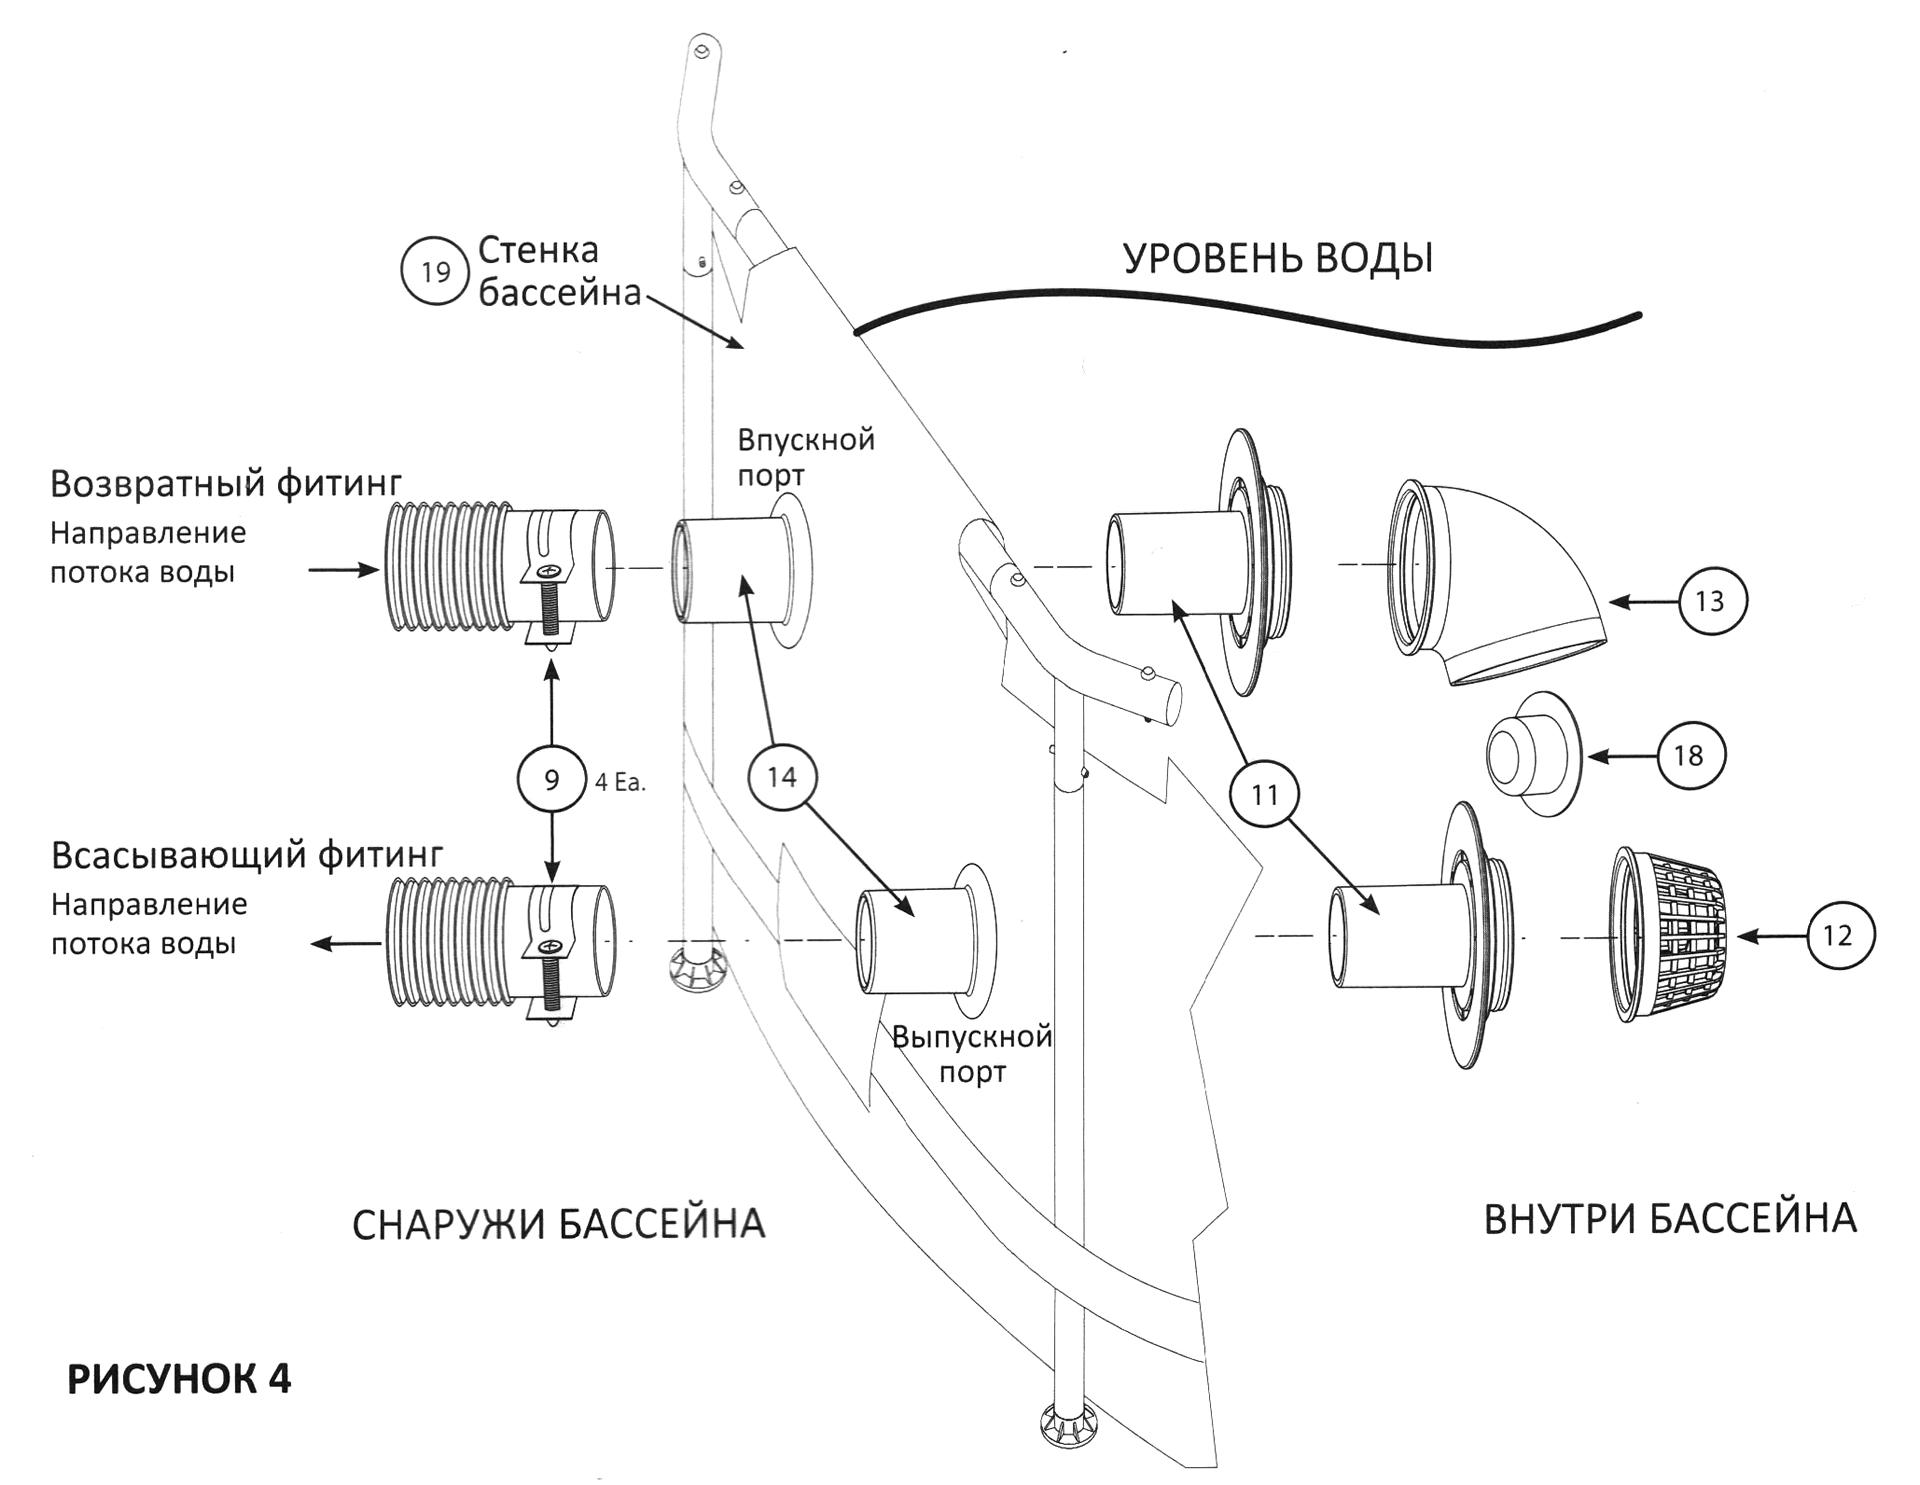 19
Стенка
бассейна
УРОВЕНЬ ВОДЫ
Впускной
порт
Возвратный фитинг
Направление
потока воды
13
18
9
4 Ea.
14
11
Всасывающий фитинг
Направление
потока воды
12
Выпускной
порт
СНАРУЖИ БАССЕЙНА
ВНУТРИ БАССЕЙНА
РИСУНОК 4